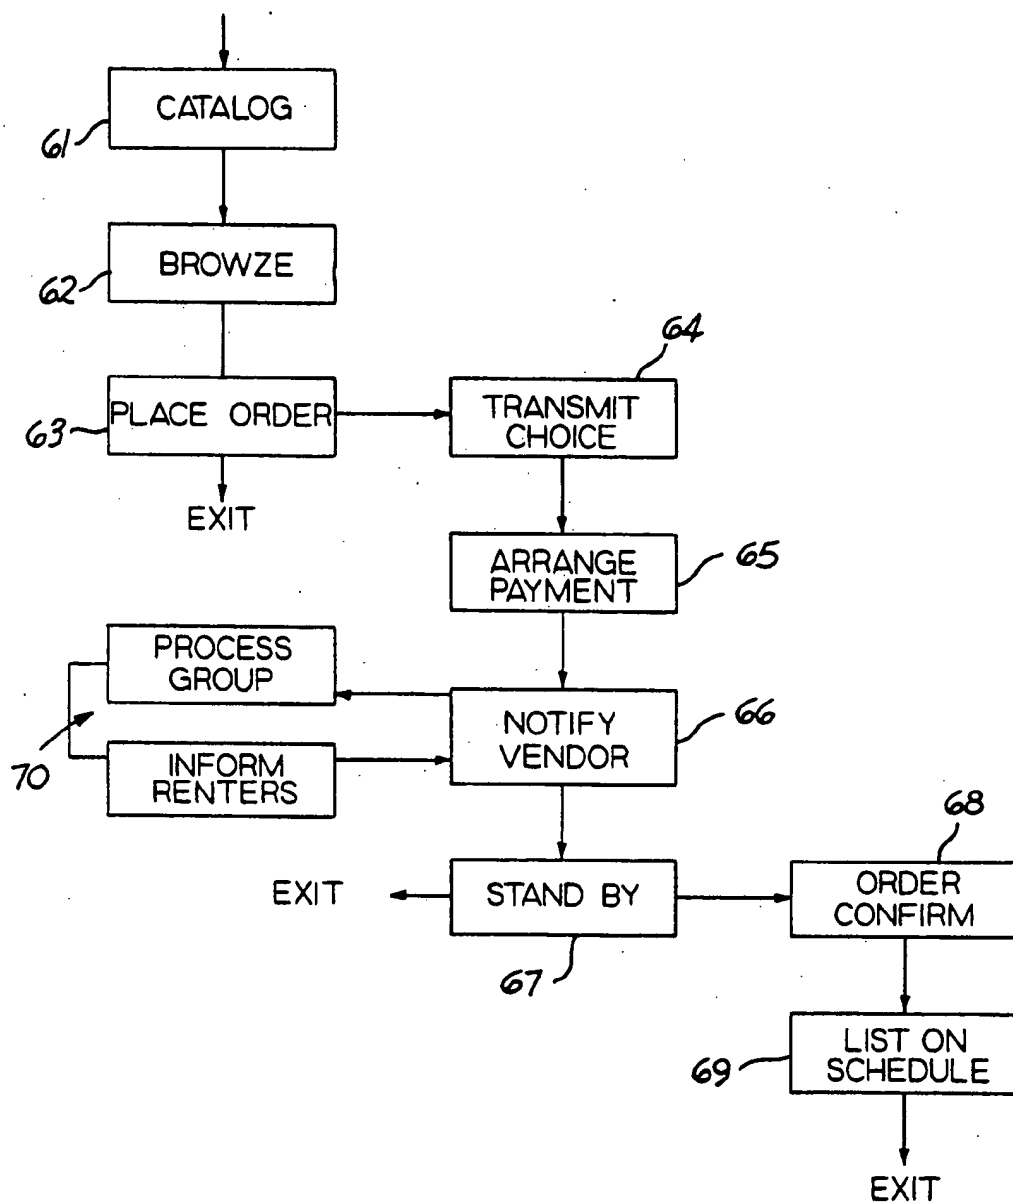 CATALOG
61
BROWZE
62
64
PLACE ORDER
TRANSMIT
CHOICE
63
EXIT
ARRANGE
PAYMENT
65
PROCESS
GROUP
NOTIFY
VENDOR
66
70
INFORM
RENTERS
68
EXIT
STAND BY
ORDER
CONFIRM
67
LIST ON
SCHEDULE
69
EXIT